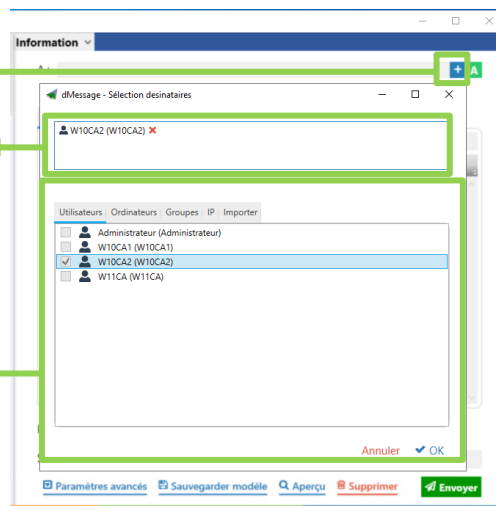 Information
+ A
dMessage - Sélection desinataires
W10CA2 (W10CA2)
Utilisateurs Ordinateurs Groupes IP Importer
Administrateur (Administrateur)
W10CA1 (W10CA1)
W10CA2 (W10CA2)
W11CA (W11CA)
Annuler OK
Paramètres avancés Sauvegarder modèle Aperçu Supprimer Envoyer